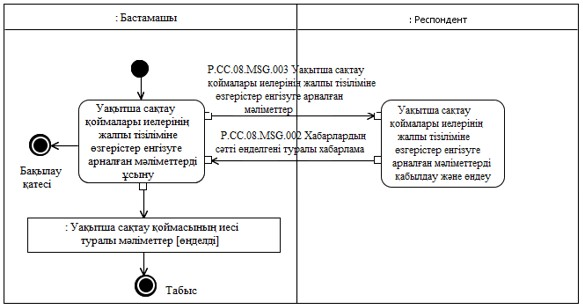 : Бастамашы
: Респондент
P.CC.08.MSG.003 Уақытша сақтау
қоймалары иелерінің жалпы тізіліміне
өзгерістер енгізуге арналған
мәліметтер
Уақытша сақтау
қоймалары иелерінің
жалпы тізіліміне
өзгерістер енгізуге
арналған мәліметтерді
ұсыну
P.CC.08.MSG.002 Хабарлардың
сәтті өңделгені туралы хабарлама
Уақытша сақтау
қоймалары иелерінің
жалпы тізіліміне
өзгерістер енгізуге
арналған мәліметтерді
қабылдау және өңдеу
Бақылау
қатесі
: Уақытша сақтау қоймасының иесі
туралы мәліметтер [өңделді]
Табыс